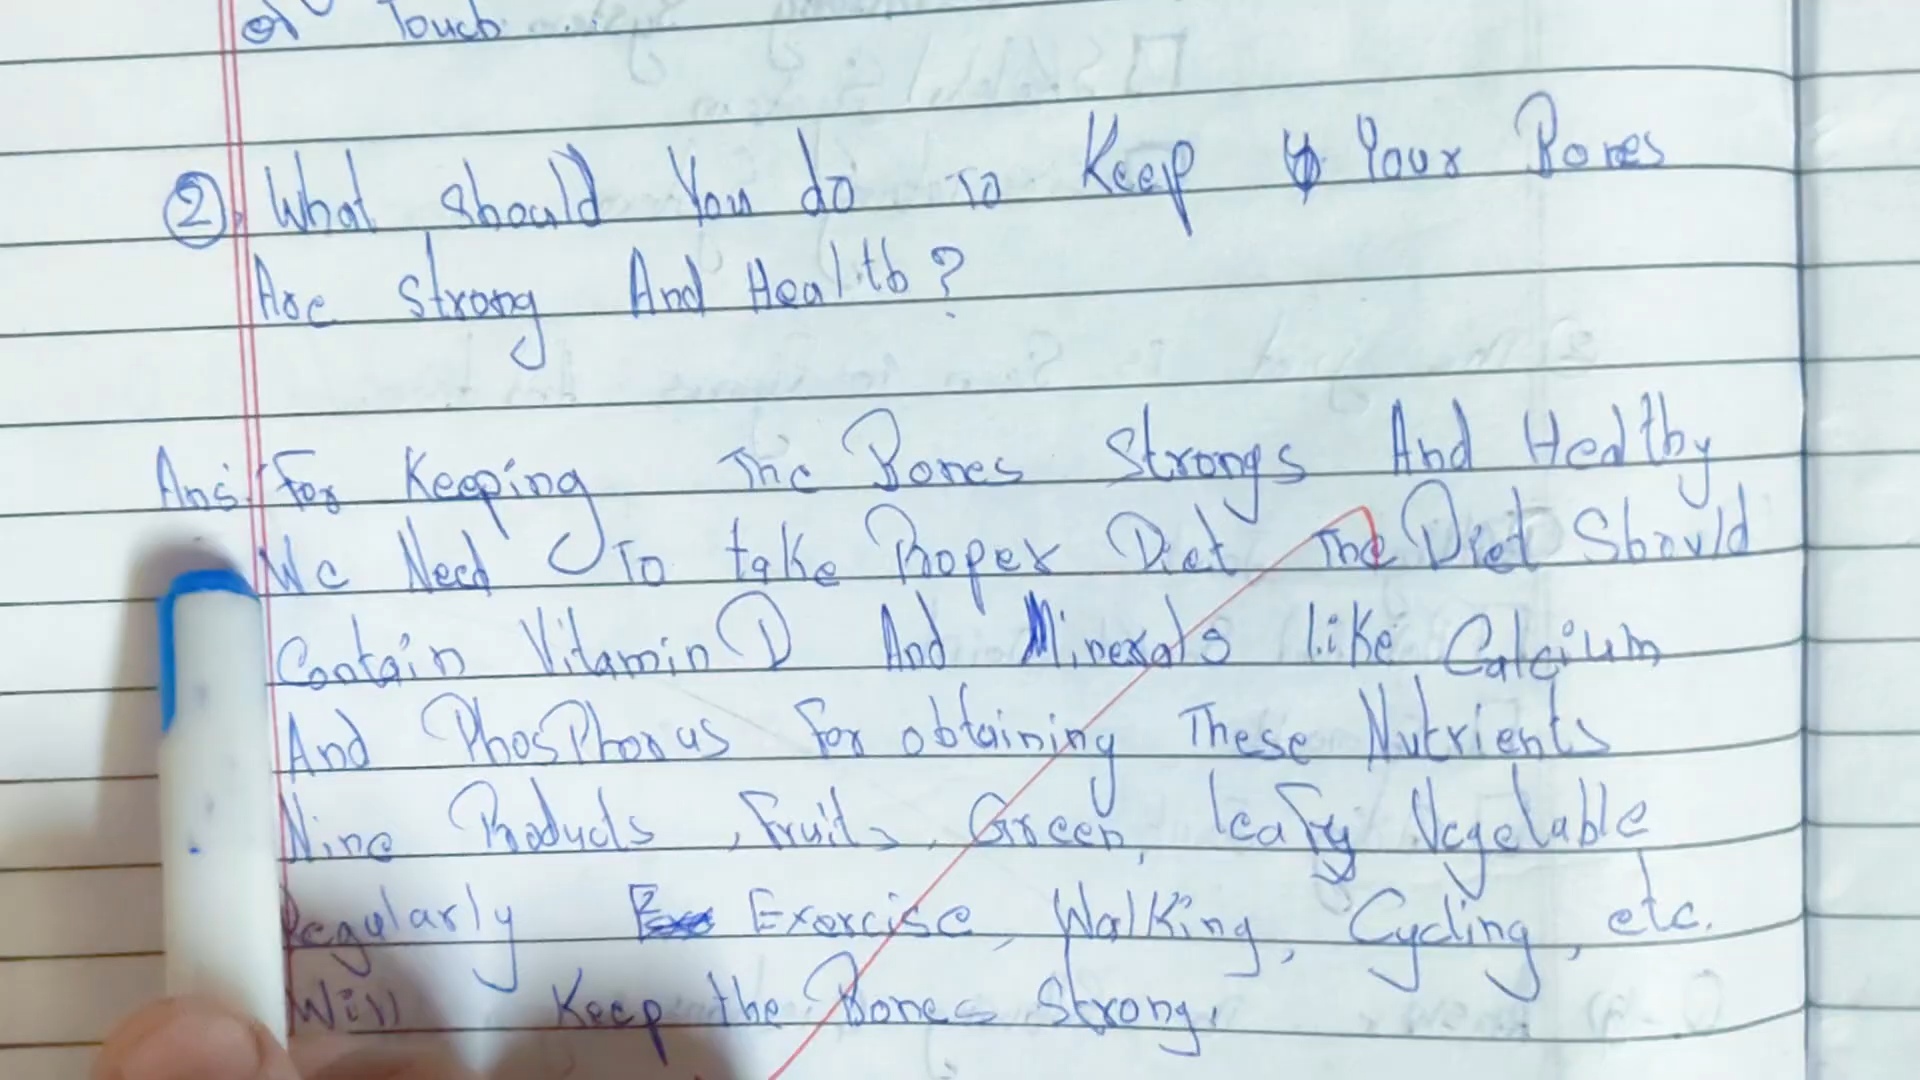 of Touch
2. What should You do To Keep Your Bones
Are strong And Health?
Ans: For Keeping The Bones Strongs And Healthy
We Need To take Proper Diet The Diet Should
Contain Vitamin D And Minerals like Calcium
And PhosPhorus For obtaining These Nutrients
Products, Fruits, Green, leafy Vegetable
Regularly Exercise, Walking, Cycling, etc.
Will Keep the Bones Strong.